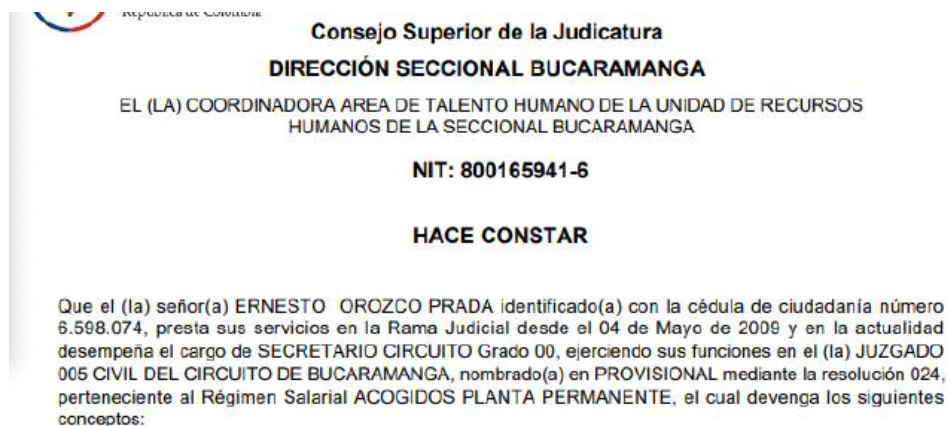 República de Colombia
Consejo Superior de la Judicatura
DIRECCIÓN SECCIONAL BUCARAMANGA
EL (LA) COORDINADORA AREA DE TALENTO HUMANO DE LA UNIDAD DE RECURSOS
HUMANOS DE LA SECCIONAL BUCARAMANGA
NIT: 800165941-6
HACE CONSTAR
Que el (la) señor(a) ERNESTO OROZCO PRADA identificado(a) con la cédula de ciudadanía número
6.598.074, presta sus servicios en la Rama Judicial desde el 04 de Mayo de 2009 y en la actualidad
desempeña el cargo de SECRETARIO CIRCUITO Grado 00, ejerciendo sus funciones en el (la) JUZGADO
005 CIVIL DEL CIRCUITO DE BUCARAMANGA, nombrado(a) en PROVISIONAL mediante la resolución 024,
perteneciente al Régimen Salarial ACOGIDOS PLANTA PERMANENTE, el cual devenga los siguientes
conceptos: